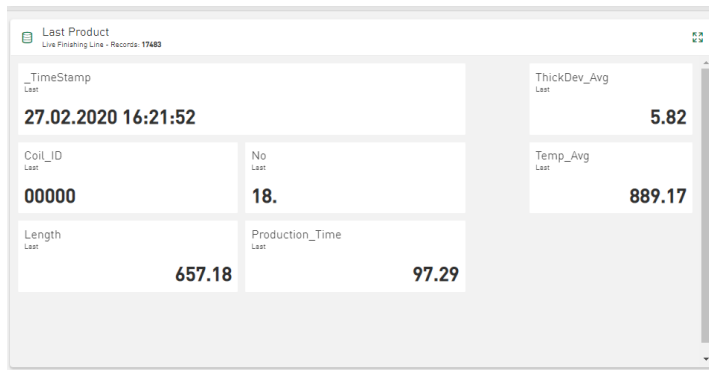 Last Product
Live Finishing Line - Records: 17483
_TimeStamp
Last
27.02.2020 16:21:52
ThickDev_Avg
Last
5.82
Coil_ID
Last
00000
No
Last
18.
Temp_Avg
Last
889.17
Length
Last
657.18
Production_Time
Last
97.29